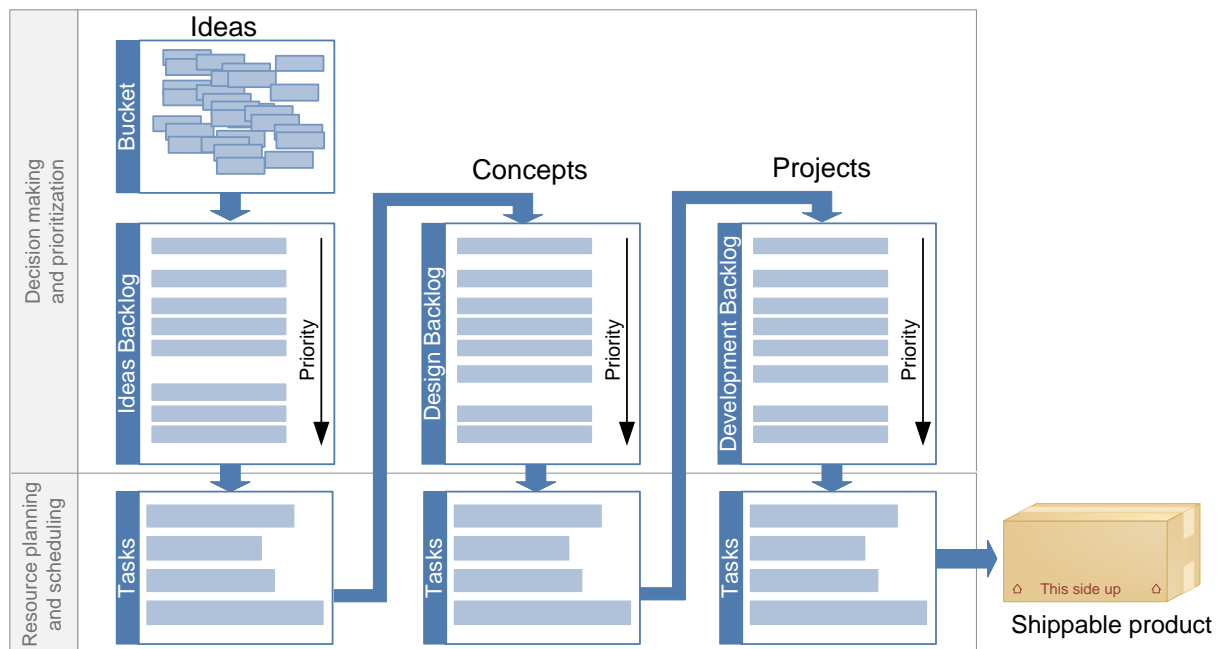 Ideas
Bucket
Decision making
and prioritization
Concepts
Projects
Ideas Backlog
Priority
Design Backlog
Priority
Development Backlog
Priority
Resource planning
and scheduling
Tasks
Tasks
Tasks
This side up
Shippable product